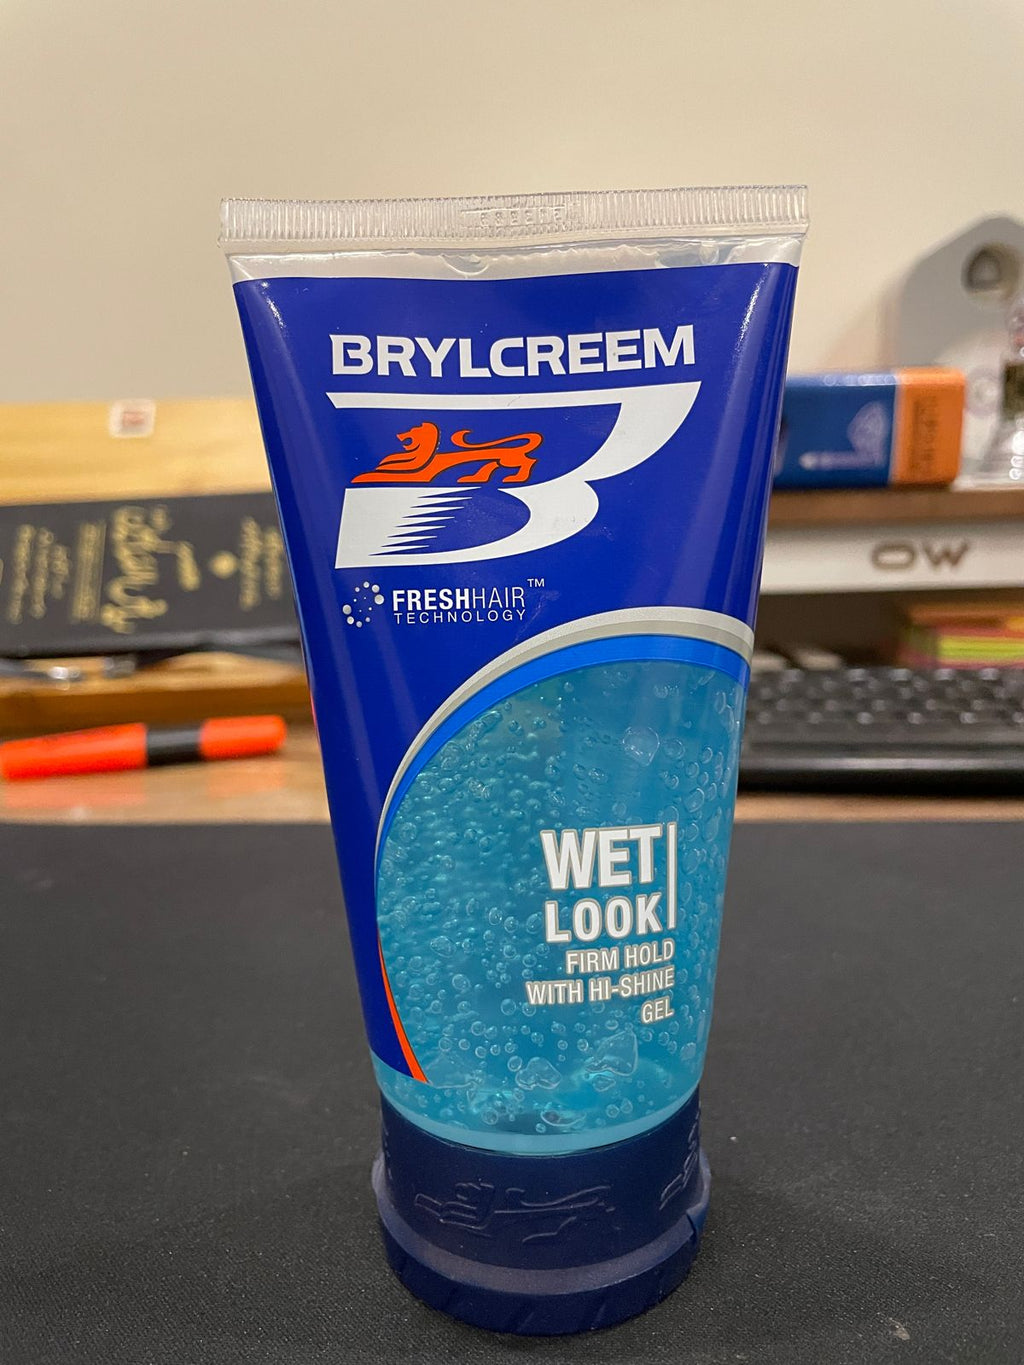 BRYLCREEM
FRESHHAIR™
TECHNOLOGY
WET
LOOK
FIRM HOLD
WITH HI-SHINE
GEL
OW